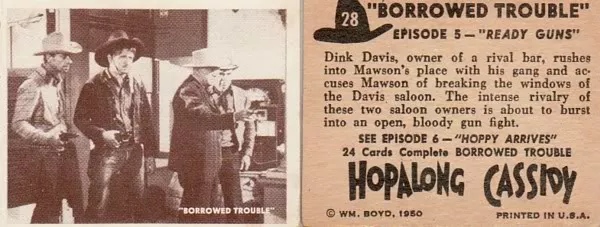 "BORROWED TROUBLE"
28
"BORROWED TROUBLE"
EPISODE 5 — "READY GUNS"
Dink Davis, owner of a rival bar, rushes
into Mawson's place with his gang and ac-
cuses Mawson of breaking the windows of
the Davis saloon. The intense rivalry of
these two saloon owners is about to burst
into an open, bloody gun fight.
SEE EPISODE 6 — "HOPPY ARRIVES"
24 Cards Complete BORROWED TROUBLE
HOPALONG CASSIDY
© WM. BOYD, 1950
PRINTED IN U.S.A.